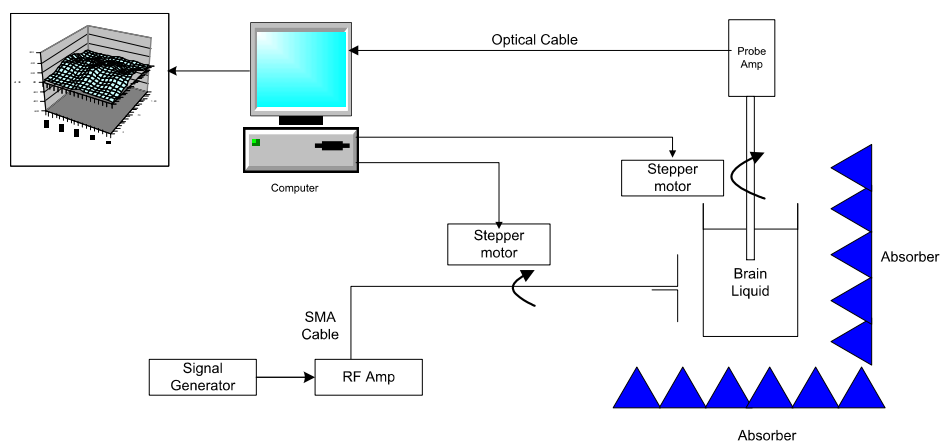 Optical Cable
Probe
Amp
Computer
Stepper
motor
Stepper
motor
Brain
Liquid
Absorber
SMA
Cable
Signal
Generator
RF Amp
Absorber